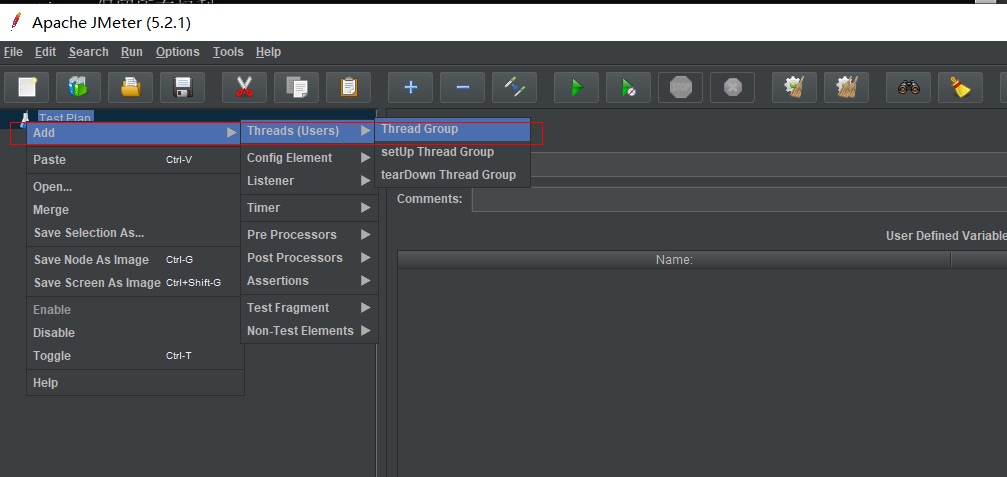 Apache JMeter (5.2.1)
File Edit Search Run Options Tools Help
STOP
Test Plan
Add
Paste Ctrl-V
Open...
Merge
Save Selection As...
Save Node As Image Ctrl-G
Save Screen As Image Ctrl+Shift-G
Enable
Disable
Toggle Ctrl-T
Help
Threads (Users)
Config Element
Listener
Timer
Pre Processors
Post Processors
Assertions
Test Fragment
Non-Test Elements
Thread Group
setUp Thread Group
tearDown Thread Group
Comments:
User Defined Variable
Name: